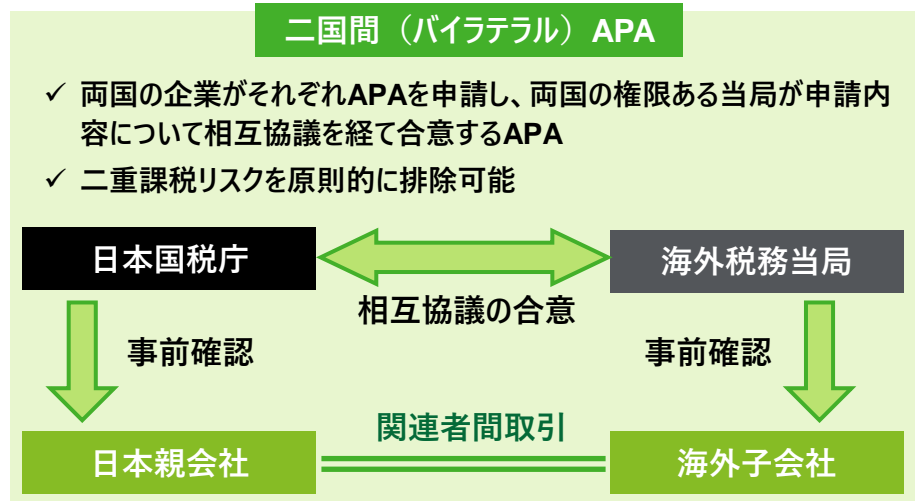 二国間（バイラテラル）APA
✓ 両国の企業がそれぞれAPAを申請し、両国の権限ある当局が申請内
容について相互協議を経て合意するAPA
✓ 二重課税リスクを原則的に排除可能
日本国税庁
海外税務当局
相互協議の合意
事前確認
事前確認
関連者間取引
日本親会社
海外子会社